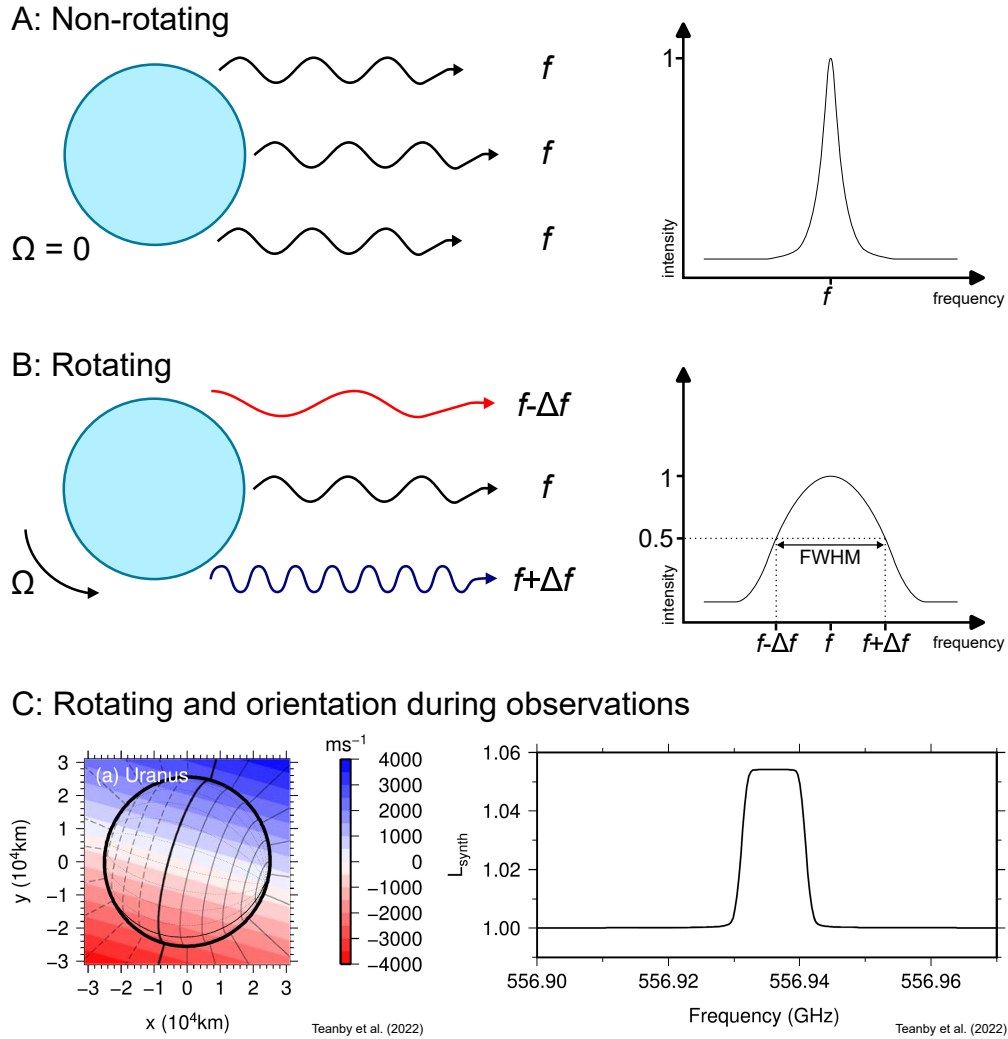 A: Non-rotating
f
f
f
Ω = 0
1
intensity
f
frequency
B: Rotating
f-Δf
f
f+Δf
Ω
1
0.5
FWHM
intensity
f-Δf f f+Δf
frequency
C: Rotating and orientation during observations
(a) Uranus
3
2
1
0
−1
−2
−3
y (10⁴km)
−3 −2 −1 0 1 2 3
x (10⁴km)
ms⁻¹
4000
3000
2000
1000
0
−1000
−2000
−3000
−4000
Teanby et al. (2022)
1.06
1.04
1.02
1.00
L_synth
556.90 556.92 556.94 556.96
Frequency (GHz)
Teanby et al. (2022)